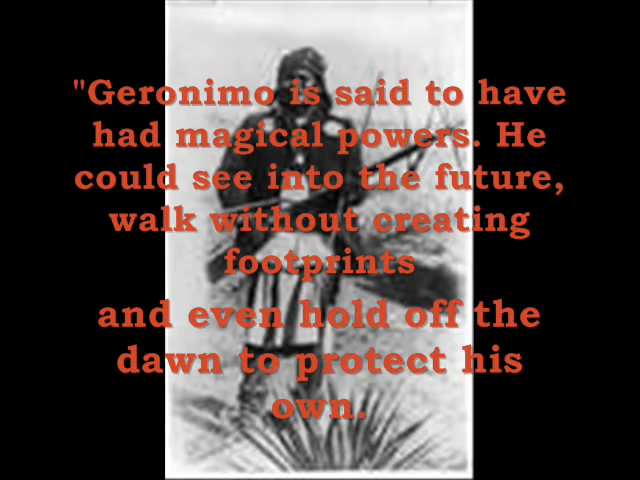 "Geronimo is said to have
had magical powers. He
could see into the future,
walk without creating
footprints
and even hold off the
dawn to protect his
own.